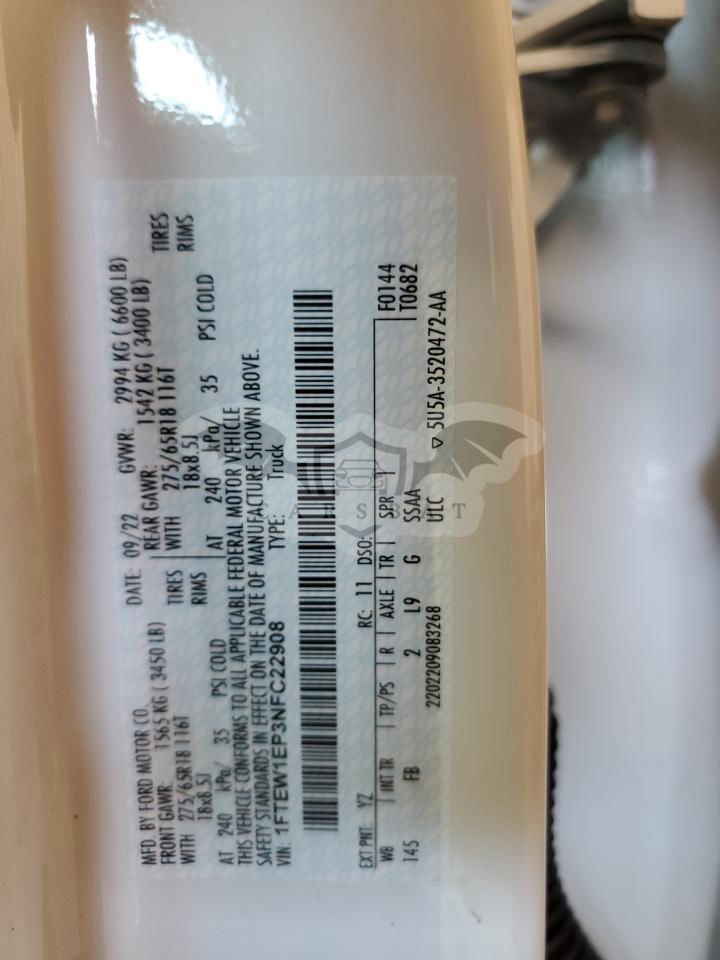 MFD. BY FORD MOTOR CO.
DATE: 09/22 GVWR: 2994 KG ( 6600 LB)
FRONT GAWR: 1565 KG ( 3450 LB) REAR GAWR: 1542 KG ( 3400 LB)
WITH 275/65R18 116T TIRES WITH 275/65R18 116T TIRES
18x8.5J RIMS 18x8.5J RIMS
AT 240 kPa/ 35 PSI COLD AT 240 kPa/ 35 PSI COLD
THIS VEHICLE CONFORMS TO ALL APPLICABLE FEDERAL MOTOR VEHICLE
SAFETY STANDARDS IN EFFECT ON THE DATE OF MANUFACTURE SHOWN ABOVE.
VIN: 1FTEW1EP3NFC22908 TYPE: Truck
EXT PNT: YZ RC: 11 DSO: F0144
WB INT TR TP/PS R AXLE TR SPR T0682
145 FB 2 L9 G SSAA
2202209083268 ULC ▽ 5U5A-3520472-AA